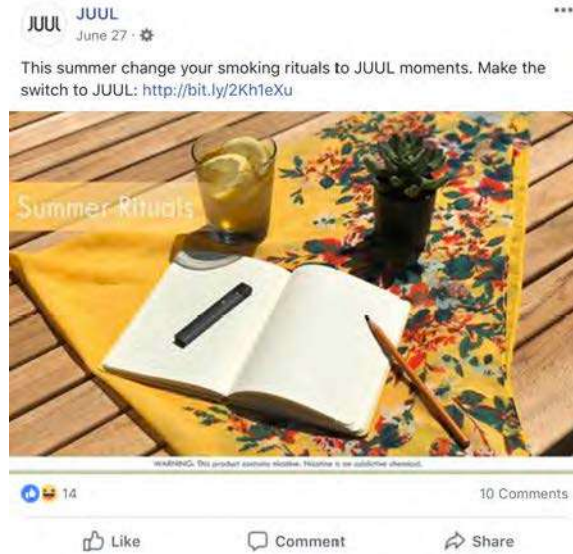 JUUL
JUUL
June 27 ·
This summer change your smoking rituals to JUUL moments. Make the
switch to JUUL: http://bit.ly/2Kh1eXu
Summer Rituals
WARNING: This product contains nicotine. Nicotine is an addictive chemical.
14
10 Comments
Like
Comment
Share